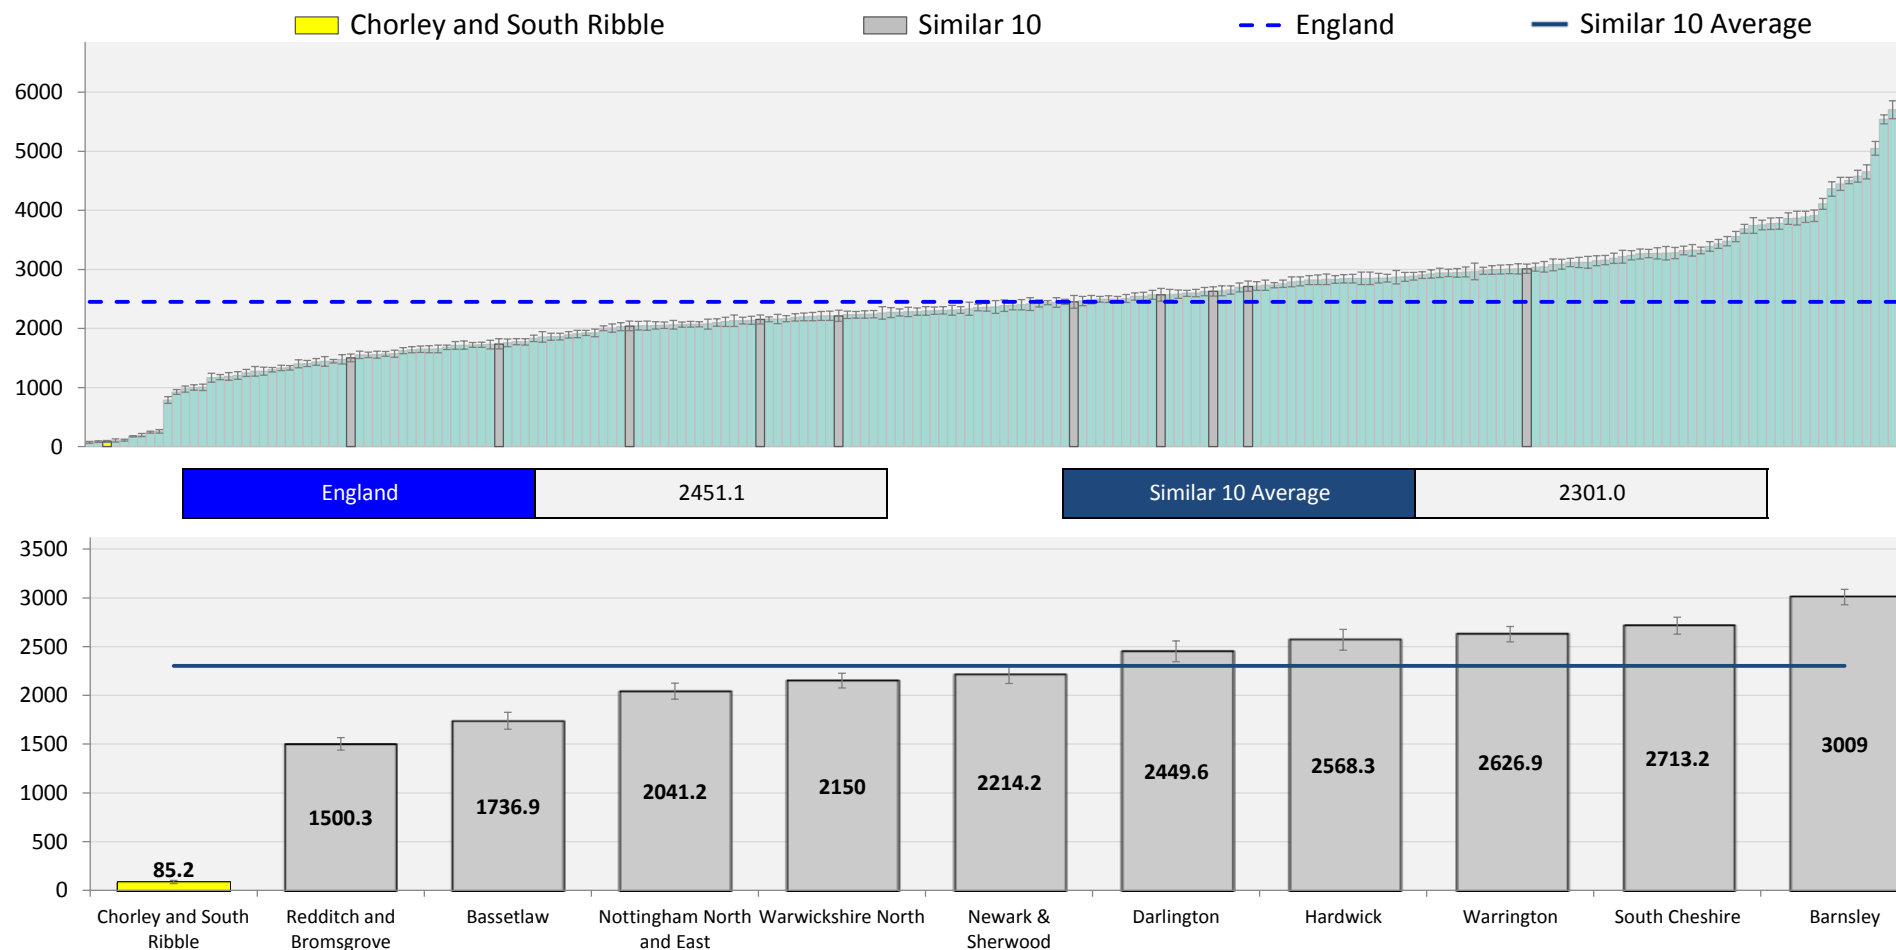 Chorley and South Ribble Similar 10 England Similar 10 Average
6000
5000
4000
3000
2000
1000
0
England 2451.1 Similar 10 Average 2301.0
3500
3000
2500
2000
1500
1000
500
0
85.2 1500.3 1736.9 2041.2 2150 2214.2 2449.6 2568.3 2626.9 2713.2 3009
Chorley and South Ribble
Redditch and Bromsgrove
Bassetlaw
Nottingham North and East
Warwickshire North
Newark & Sherwood
Darlington
Hardwick
Warrington
South Cheshire
Barnsley